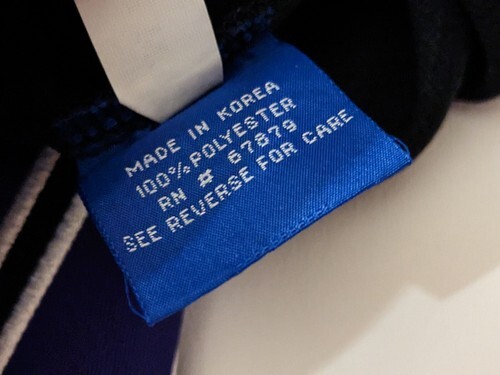 MADE IN KOREA
100% POLYESTER
RN # 67879
SEE REVERSE FOR CARE